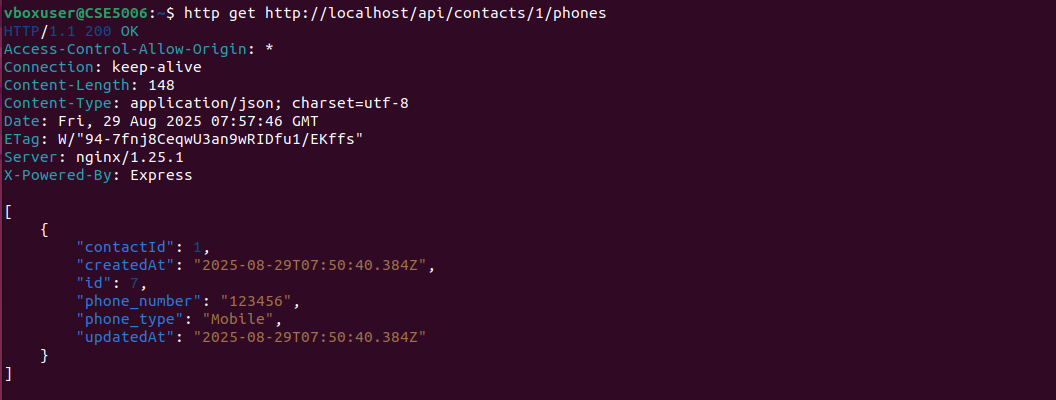 vboxuser@CSE5006:~$ http get http://localhost/api/contacts/1/phones
HTTP/1.1 200 OK
Access-Control-Allow-Origin: *
Connection: keep-alive
Content-Length: 148
Content-Type: application/json; charset=utf-8
Date: Fri, 29 Aug 2025 07:57:46 GMT
ETag: W/"94-7fnj8CeqwU3an9wRIDfu1/EKffs"
Server: nginx/1.25.1
X-Powered-By: Express

[
    {
        "contactId": 1,
        "createdAt": "2025-08-29T07:50:40.384Z",
        "id": 7,
        "phone_number": "123456",
        "phone_type": "Mobile",
        "updatedAt": "2025-08-29T07:50:40.384Z"
    }
]